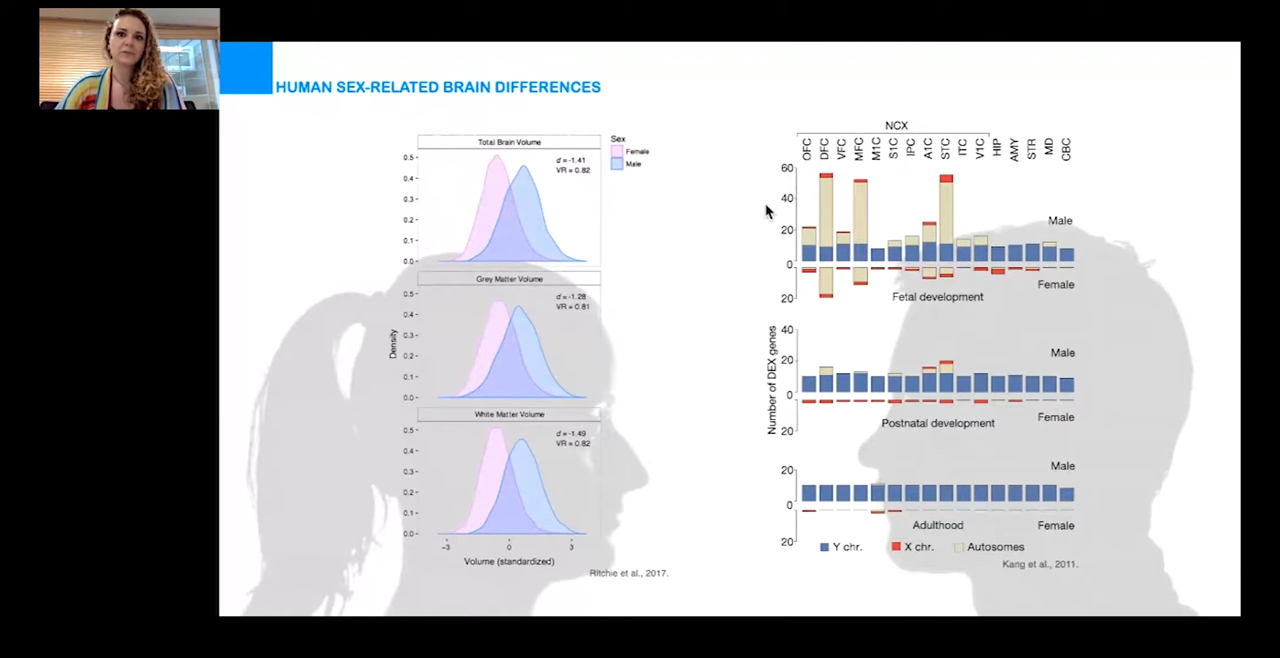 HUMAN SEX-RELATED BRAIN DIFFERENCES
Total Brain Volume
d = -1.41
VR = 0.82
0.5
0.4
0.3
0.2
0.1
0.0
Sex
Female
Male
Grey Matter Volume
d = -1.28
VR = 0.81
0.5
0.4
0.3
0.2
0.1
0.0
Density
White Matter Volume
d = -1.49
VR = 0.82
0.5
0.4
0.3
0.2
0.1
0.0
-3 0 3
Volume (standardized)
Ritchie et al., 2017.
NCX
OFC DFC VFC MFC M1C S1C IPC A1C STC ITC V1C HIP AMY STR MD CBC
60
40
20
0
20
Male
Female
Fetal development
Number of DEX genes
40
20
0
20
Male
Female
Postnatal development
20
0
20
Male
Female
Adulthood
Y chr. X chr. Autosomes
Kang et al., 2011.